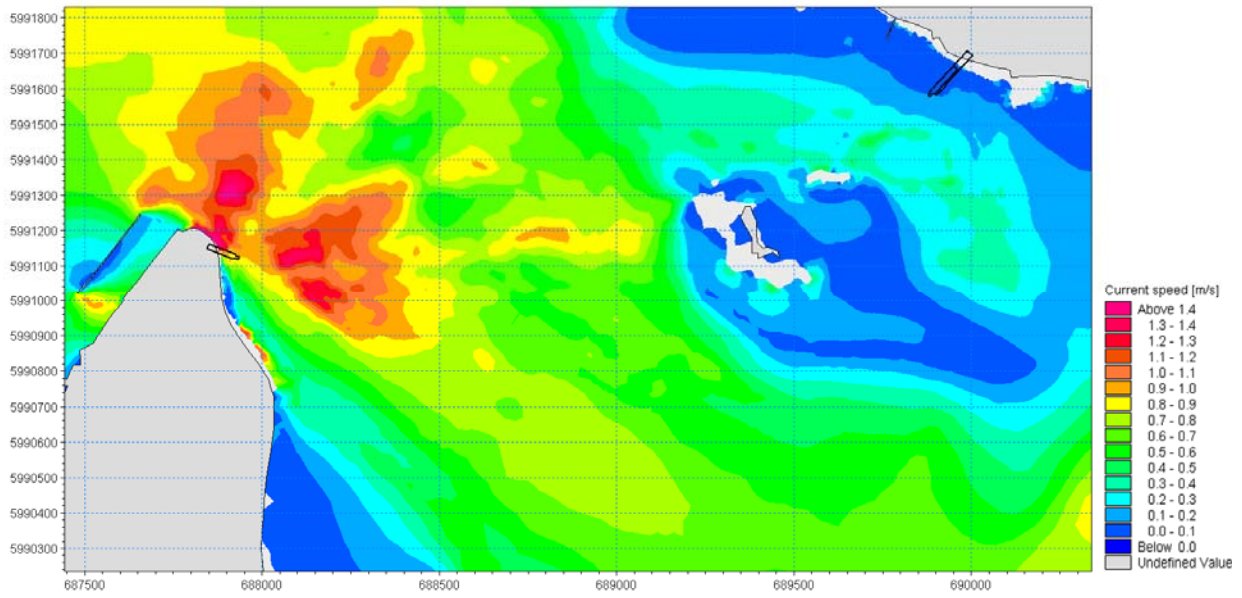 5991800
5991700
5991600
5991500
5991400
5991300
5991200
5991100
5991000
5990900
5990800
5990700
5990600
5990500
5990400
5990300
687500 688000 688500 689000 689500 690000
Current speed [m/s]
Above 1.4
1.3 - 1.4
1.2 - 1.3
1.1 - 1.2
1.0 - 1.1
0.9 - 1.0
0.8 - 0.9
0.7 - 0.8
0.6 - 0.7
0.5 - 0.6
0.4 - 0.5
0.3 - 0.4
0.2 - 0.3
0.1 - 0.2
0.0 - 0.1
Below 0.0
Undefined Value